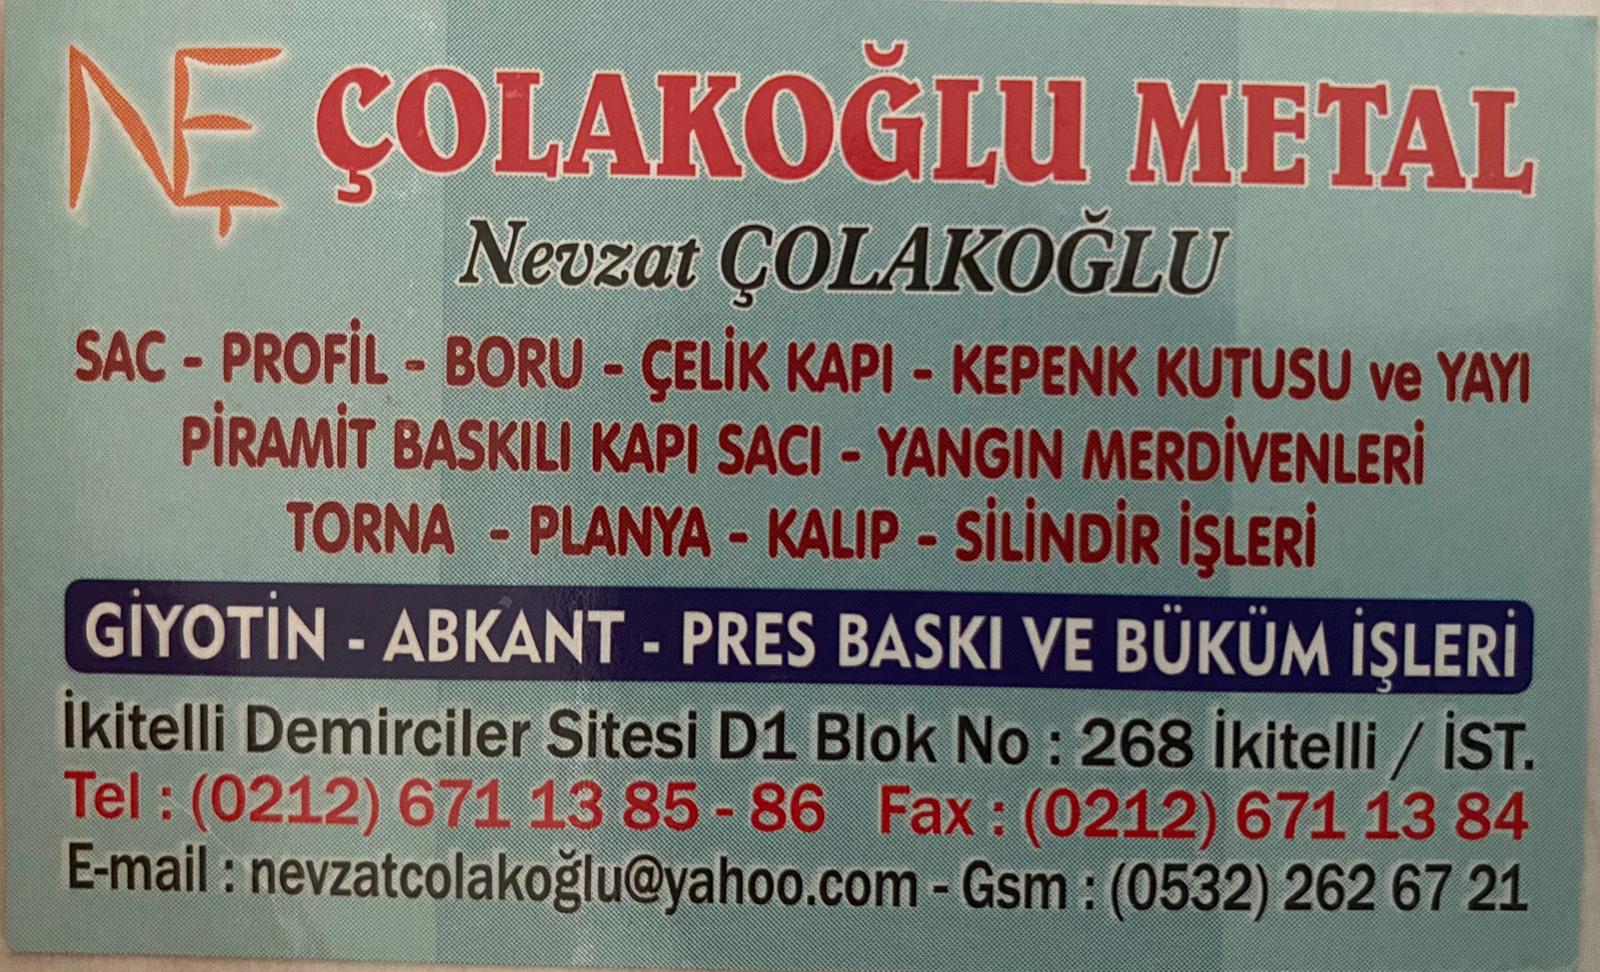 NEŞ ÇOLAKOĞLU METAL
Nevzat ÇOLAKOĞLU
SAC - PROFİL - BORU - ÇELİK KAPI - KEPENK KUTUSU ve YAYI
PİRAMİT BASKILI KAPI SACI - YANGIN MERDİVENLERİ
TORNA - PLANYA - KALIP - SİLİNDİR İŞLERİ
GİYOTİN - ABKANT - PRES BASKI VE BÜKÜM İŞLERİ
İkitelli Demirciler Sitesi D1 Blok No : 268 İkitelli / İST.
Tel : (0212) 671 13 85 - 86 Fax : (0212) 671 13 84
E-mail : nevzatcolakoğlu@yahoo.com - Gsm : (0532) 262 67 21